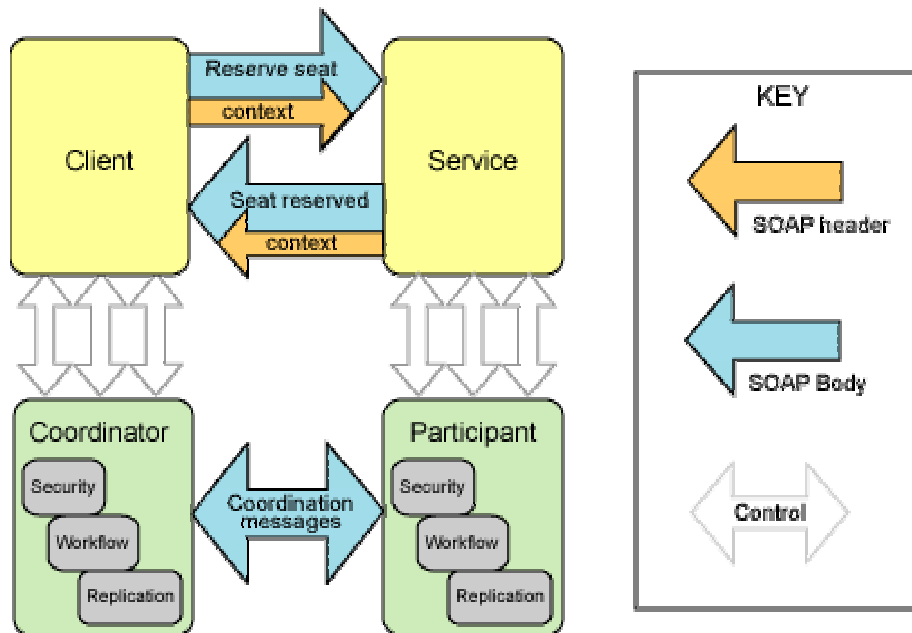 Reserve seat
context
Client
Service
Seat reserved
context
KEY
SOAP header
SOAP Body
Control
Coordinator
Security
Workflow
Replication
Coordination
messages
Participant
Security
Workflow
Replication